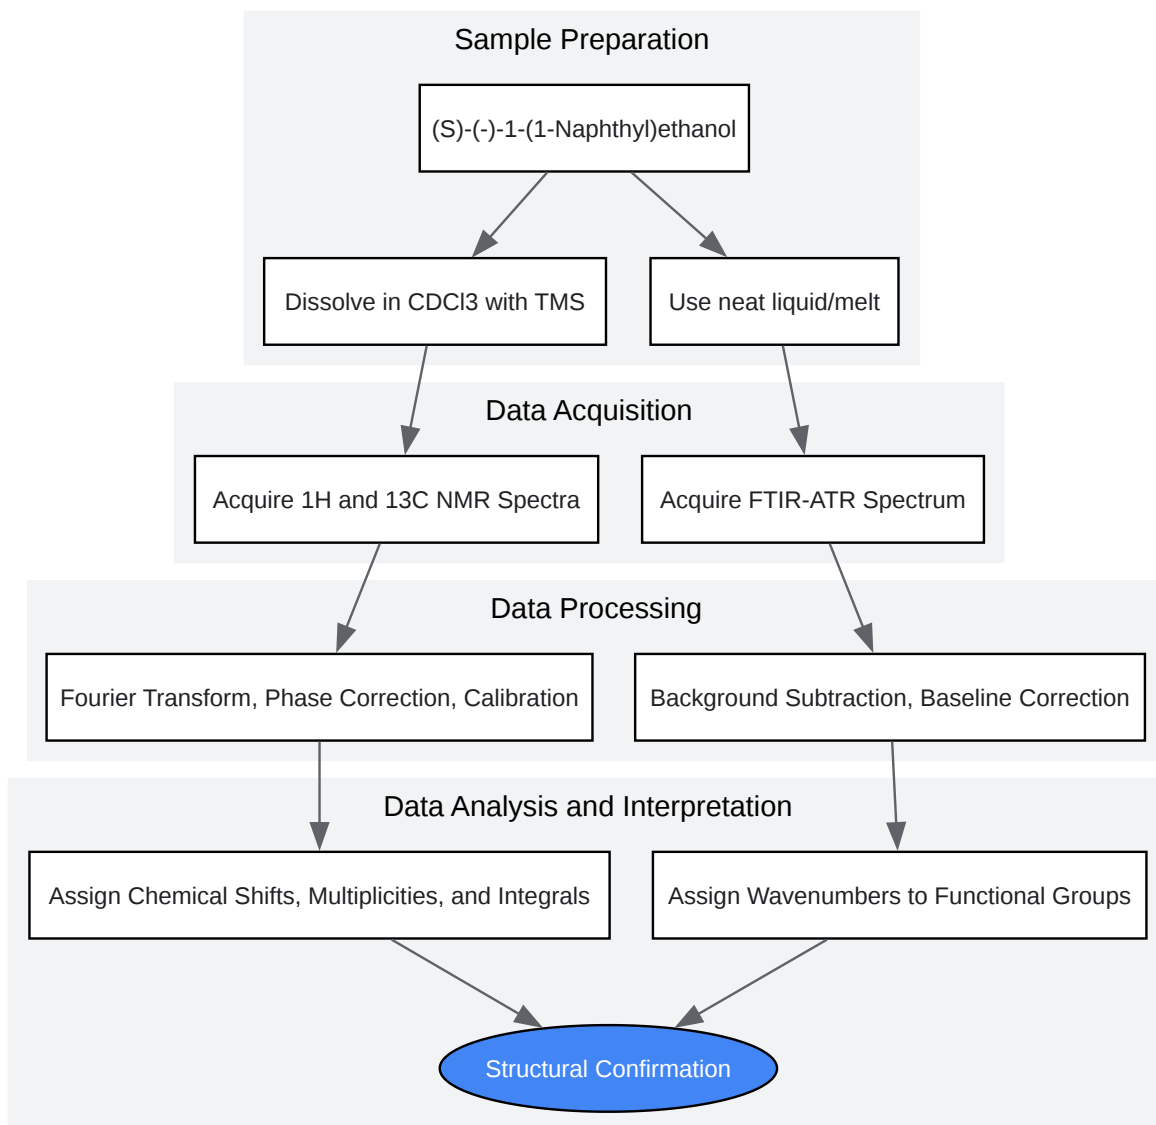 Sample Preparation
(S)-(-)-1-(1-Naphthyl)ethanol
Dissolve in CDCl3 with TMS
Use neat liquid/melt
Data Acquisition
Acquire 1H and 13C NMR Spectra
Acquire FTIR-ATR Spectrum
Data Processing
Fourier Transform, Phase Correction, Calibration
Background Subtraction, Baseline Correction
Data Analysis and Interpretation
Assign Chemical Shifts, Multiplicities, and Integrals
Assign Wavenumbers to Functional Groups
Structural Confirmation